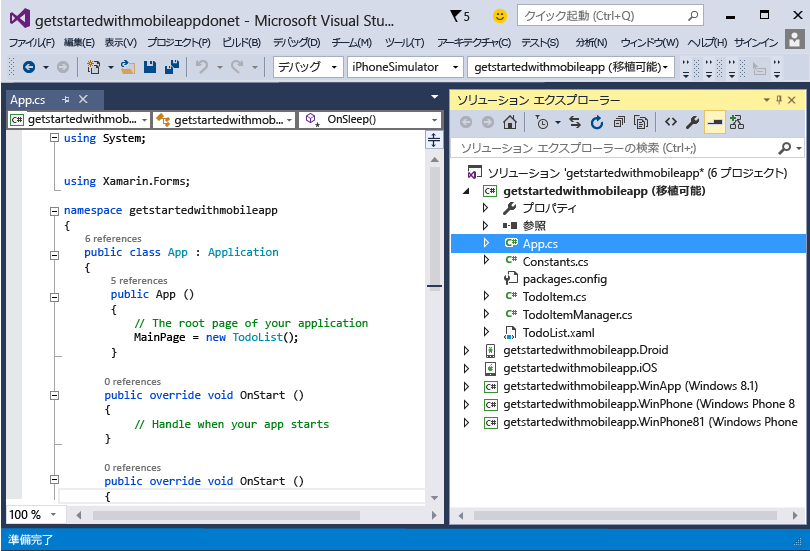 getstartedwithmobileappdonet - Microsoft Visual Stu...
5
クイック起動 (Ctrl+Q)
ファイル(F) 編集(E) 表示(V) プロジェクト(P) ビルド(B) デバッグ(D) チーム(M) ツール(T) アーキテクチャ(C) テスト(S) 分析(N) ウィンドウ(W) ヘルプ(H) サインイン
デバッグ iPhoneSimulator getstartedwithmobileapp (移植可能)
App.cs
getstartedwithmob... getstartedwithmob... OnSleep()
using System;
using Xamarin.Forms;
namespace getstartedwithmobileapp
{
6 references
public class App : Application
{
5 references
public App ()
{
// The root page of your application
MainPage = new TodoList();
}
0 references
public override void OnStart ()
{
// Handle when your app starts
}
0 references
public override void OnStart ()
{
100 %
準備完了
ソリューション エクスプローラー
ソリューション エクスプローラーの検索 (Ctrl+;)
ソリューション 'getstartedwithmobileapp* (6 プロジェクト)
C# getstartedwithmobileapp (移植可能)
プロパティ
参照
C# App.cs
C# Constants.cs
packages.config
C# TodoItem.cs
C# TodoItemManager.cs
TodoList.xaml
getstartedwithmobileapp.Droid
getstartedwithmobileapp.iOS
C# getstartedwithmobileapp.WinApp (Windows 8.1)
C# getstartedwithmobileapp.WinPhone (Windows Phone 8
C# getstartedwithmobileapp.WinPhone81 (Windows Phone